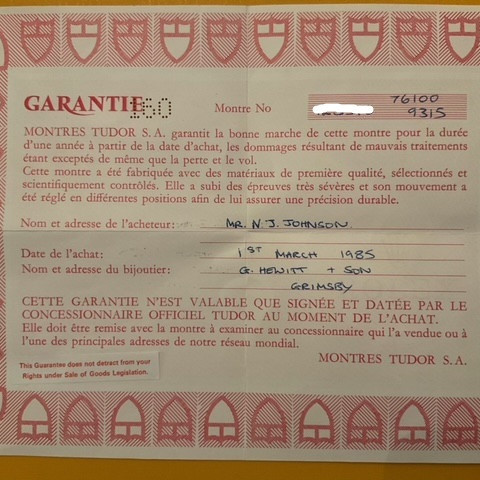 GARANTIE 160
Montre No 76100
9315
MONTRES TUDOR S.A. garantit la bonne marche de cette montre pour la durée
d'une année à partir de la date d'achat, les dommages résultant de mauvais traitements
étant exceptés de même que la perte et le vol.
Cette montre a été fabriquée avec des matériaux de première qualité, sélectionnés et
scientifiquement contrôlés. Elle a subi des épreuves très sévères et son mouvement a
été réglé en différentes positions afin de lui assurer une précision durable.
Nom et adresse de l'acheteur: MR. N. J. JOHNSON.
Date de l'achat: 1ST MARCH 1985
Nom et adresse du bijoutier: G. HEWITT + SON
GRIMSBY
CETTE GARANTIE N'EST VALABLE QUE SIGNÉE ET DATÉE PAR LE
CONCESSIONNAIRE OFFICIEL TUDOR AU MOMENT DE L'ACHAT.
Elle doit être remise avec la montre à examiner au concessionnaire qui l'a vendue ou à
l'une des principales adresses de notre réseau mondial.
MONTRES TUDOR S.A.
This Guarantee does not detract from your
Rights under Sale of Goods Legislation.